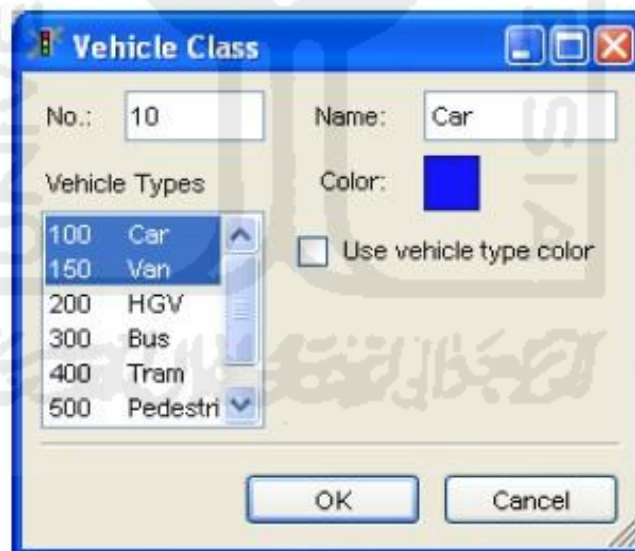 Vehicle Class
No.: 10 Name: Car
Vehicle Types Color:
100 Car
150 Van
Use vehicle type color
200 HGV
300 Bus
400 Tram
500 Pedestri
OK Cancel